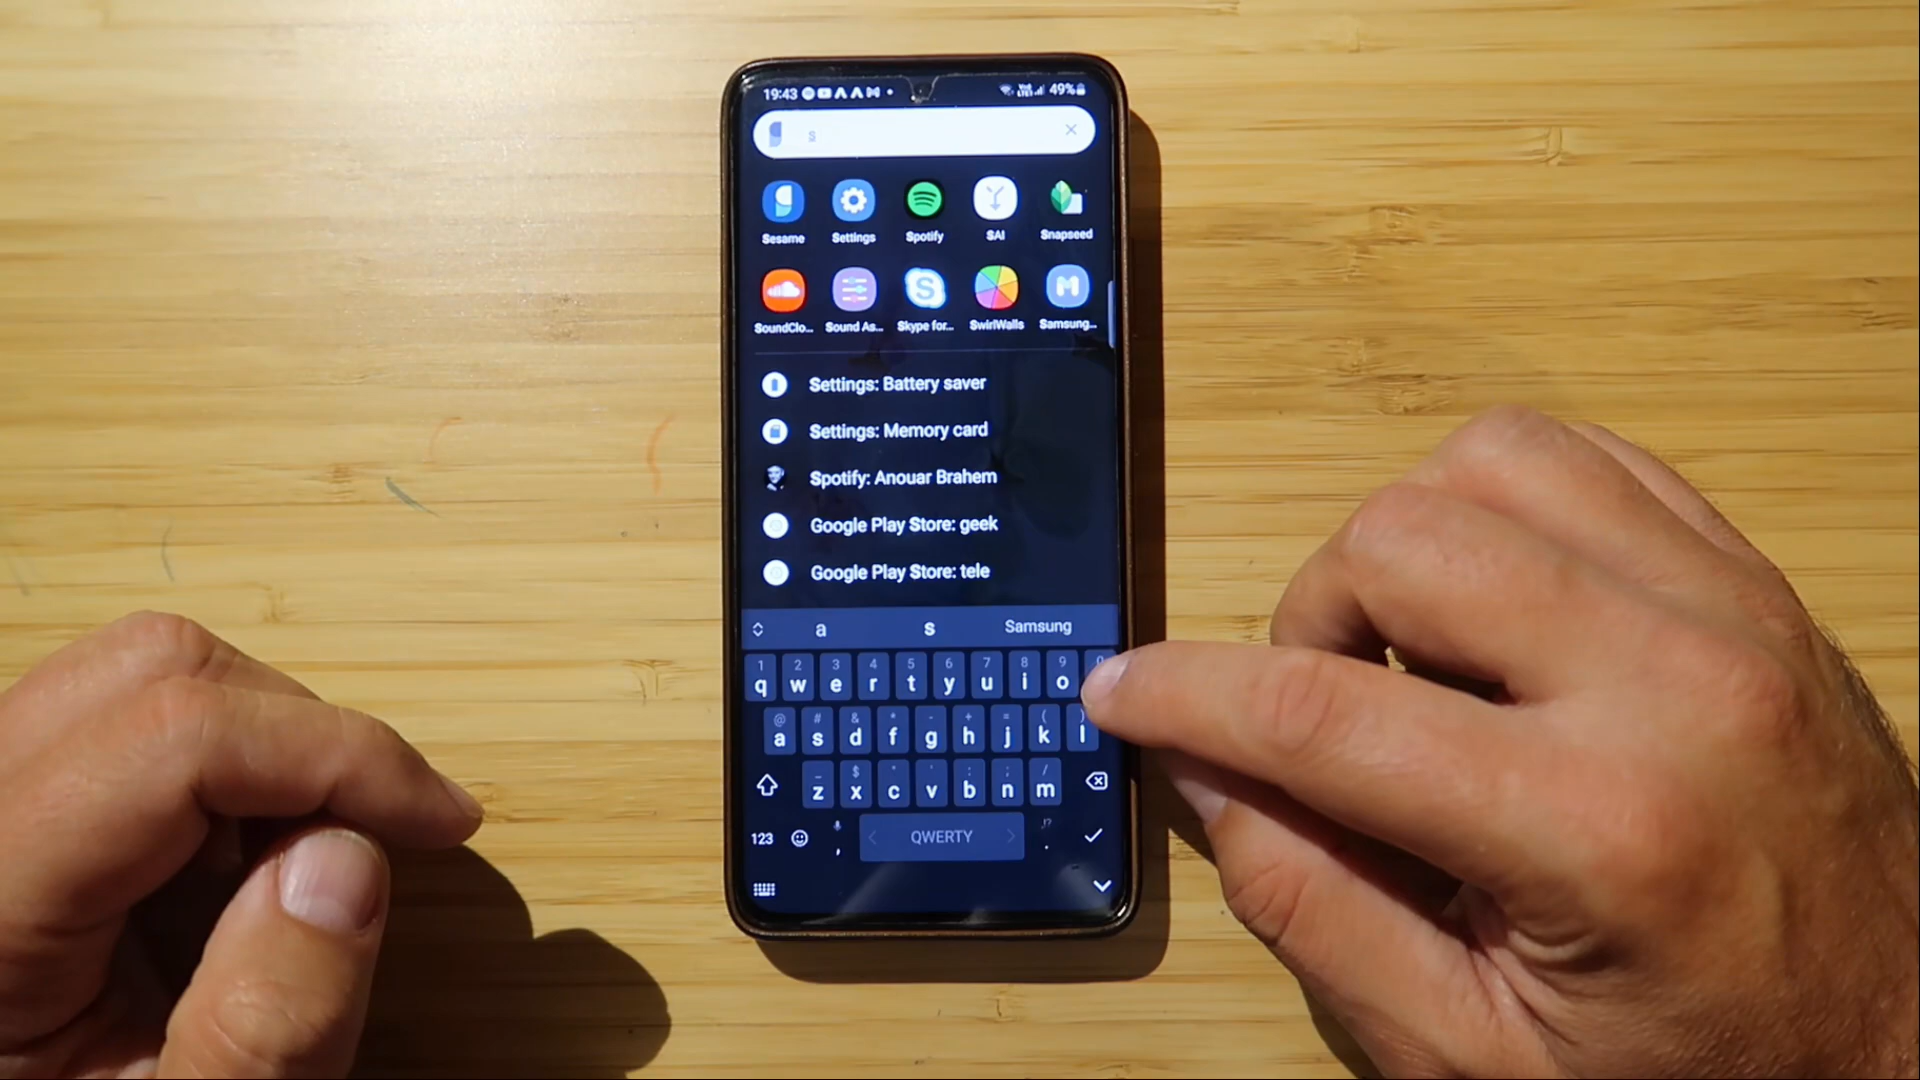 19:43 49%
s
Sesame Settings Spotify SAI Snapseed
SoundClo... Sound As... Skype for... SwirlWalls Samsung...
Settings: Battery saver
Settings: Memory card
Spotify: Anouar Brahem
Google Play Store: geek
Google Play Store: tele
a s Samsung
1 2 3 4 5 6 7 8 9
q w e r t y u i o
@ # & * - + = ( )
a s d f g h j k l
_ $ " ' : ; /
z x c v b n m
123 , QWERTY !? .